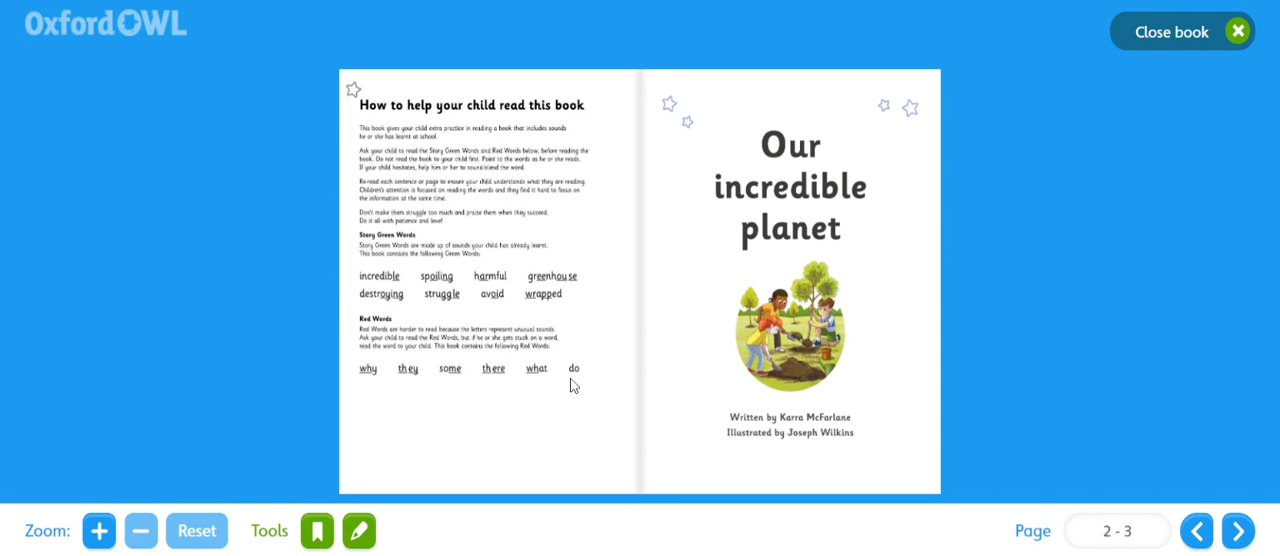 OxfordOWL
Close book
How to help your child read this book
This book gives your child extra practice in reading a book that includes sounds
he or she has learnt at school.
Ask your child to read the Story Green Words and Red Words below, before reading the
book. Do not read the book to your child first. Point to the words as he or she reads.
If your child hesitates, help him or her to sound-blend the word.
Re-read each sentence or page to ensure your child understands what they are reading.
Children's attention is focused on reading the words and they find it hard to focus on
the information at the same time.
Don't make them struggle too much and praise them when they succeed.
Do it all with patience and love!
Story Green Words
Story Green Words are made up of sounds your child has already learnt.
This book contains the following Green Words:
incredible spoiling harmful greenhouse
destroying struggle avoid wrapped
Red Words
Red Words are harder to read because the letters represent unusual sounds.
Ask your child to read the Red Words, but if he or she gets stuck on a word,
read the word to your child. This book contains the following Red Words:
why they some there what do
Our
incredible
planet
Written by Karra McFarlane
Illustrated by Joseph Wilkins
Zoom: Reset Tools Page 2 - 3